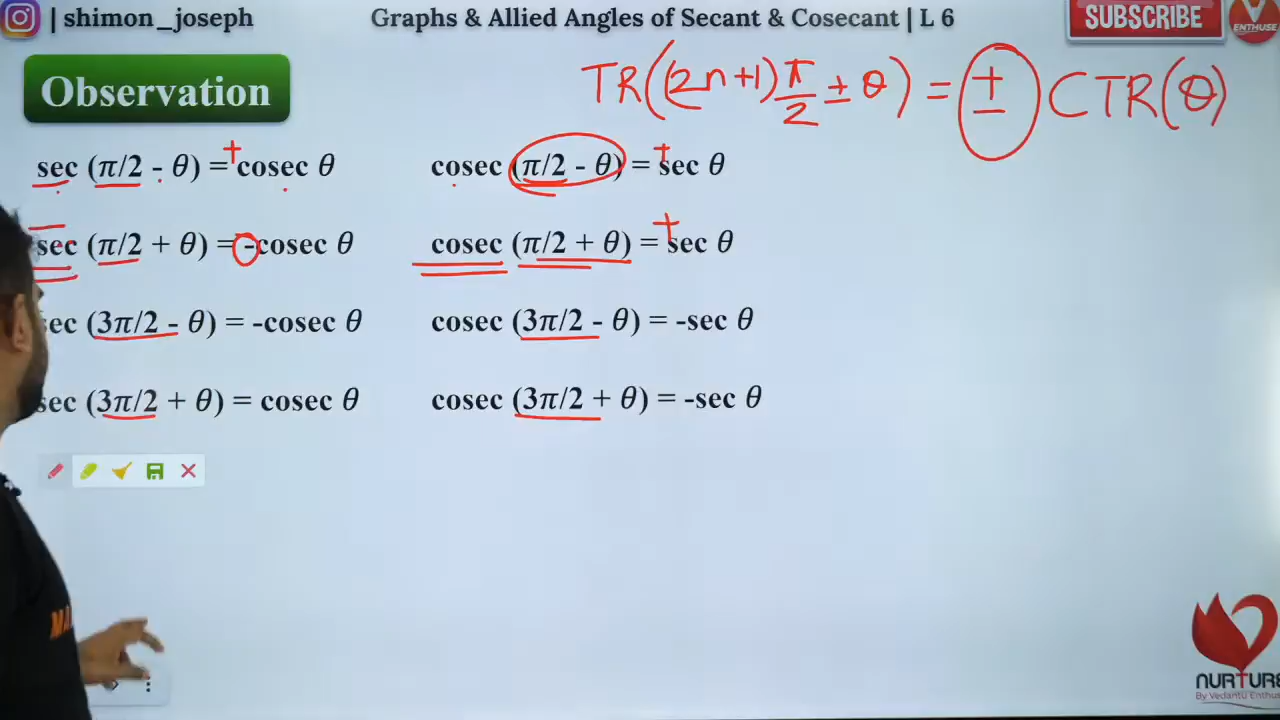 | shimon_joseph
Graphs & Allied Angles of Secant & Cosecant | L 6
SUBSCRIBE
ENTHUSE
Observation
TR((2n+1)π/2 ± θ) = ± CTR(θ)
sec (π/2 - θ) = +cosec θ
cosec (π/2 - θ) = +sec θ
sec (π/2 + θ) = -cosec θ
cosec (π/2 + θ) = +sec θ
sec (3π/2 - θ) = -cosec θ
cosec (3π/2 - θ) = -sec θ
sec (3π/2 + θ) = cosec θ
cosec (3π/2 + θ) = -sec θ
NURTURE
By Vedantu Enthuse